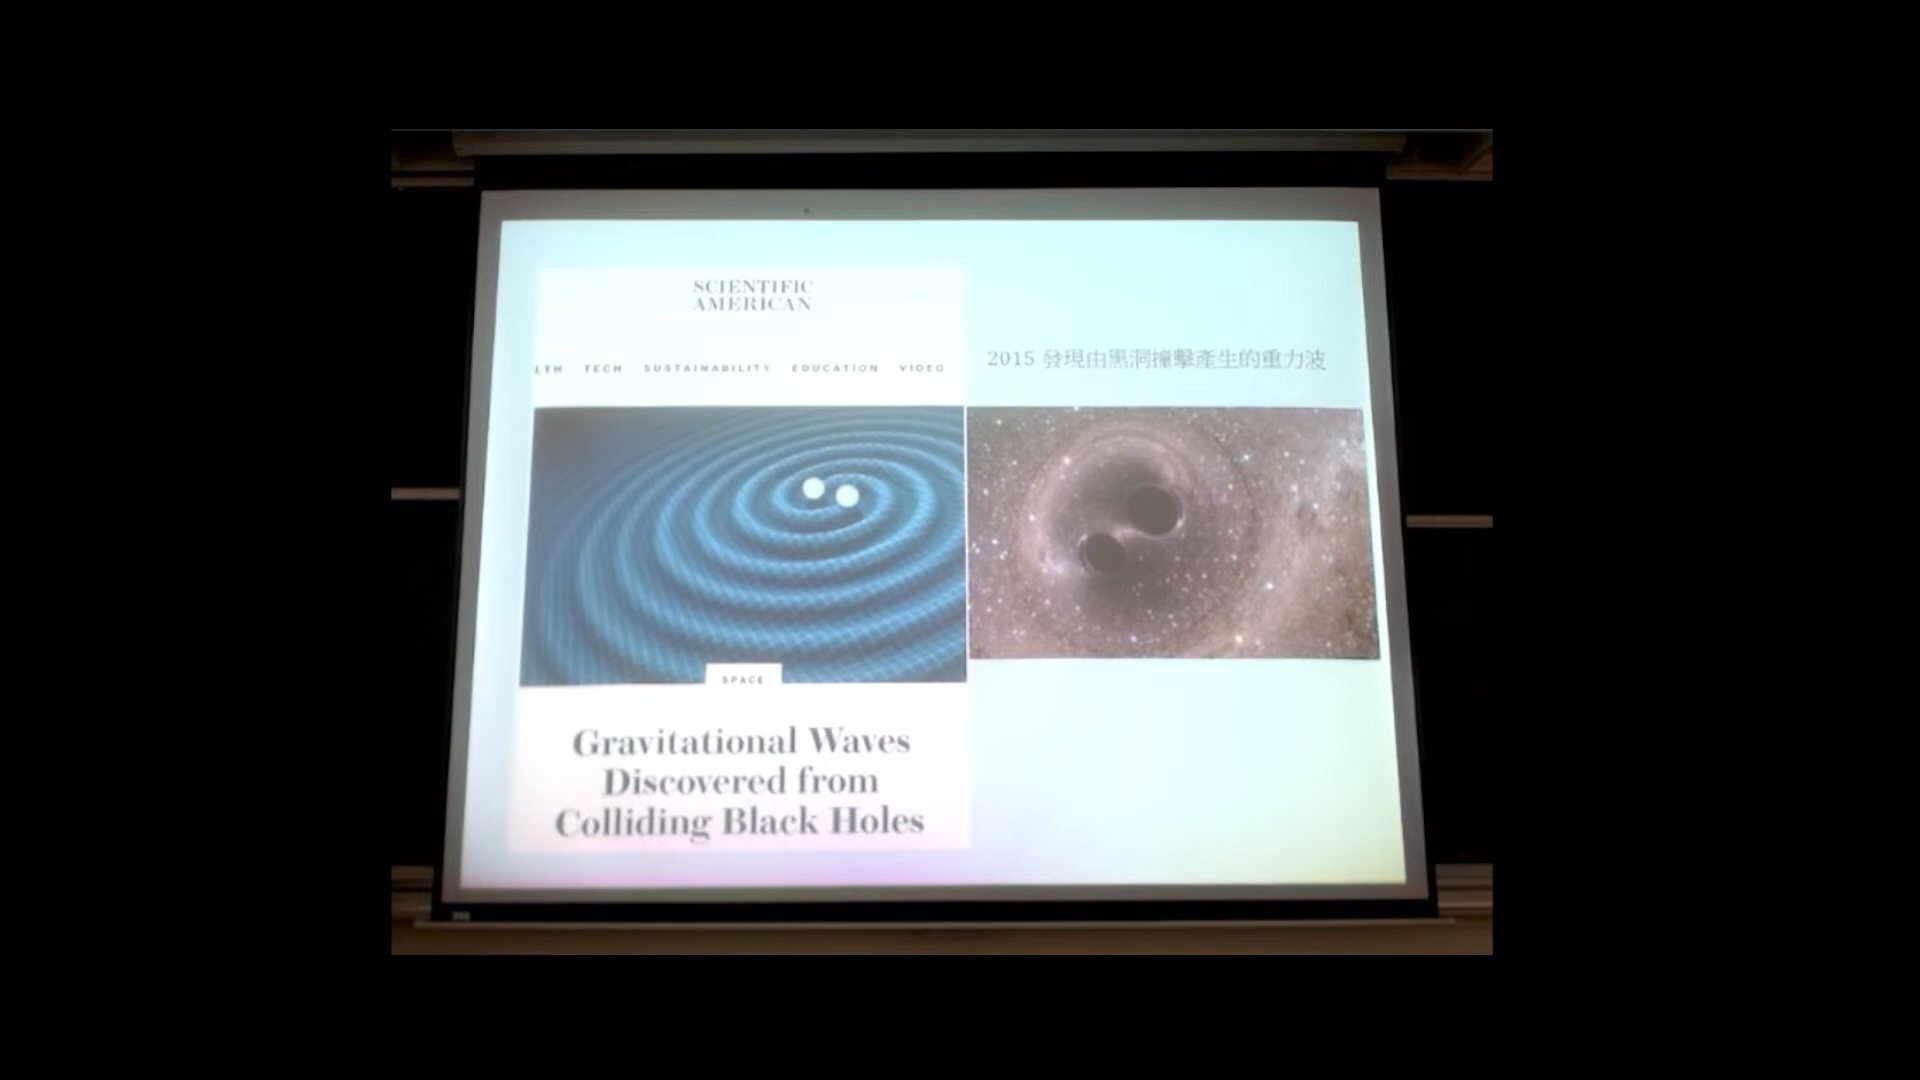 SCIENTIFIC
AMERICAN
LTH TECH SUSTAINABILITY EDUCATION VIDEO
2015 發現由黑洞撞擊產生的重力波
SPACE
Gravitational Waves
Discovered from
Colliding Black Holes